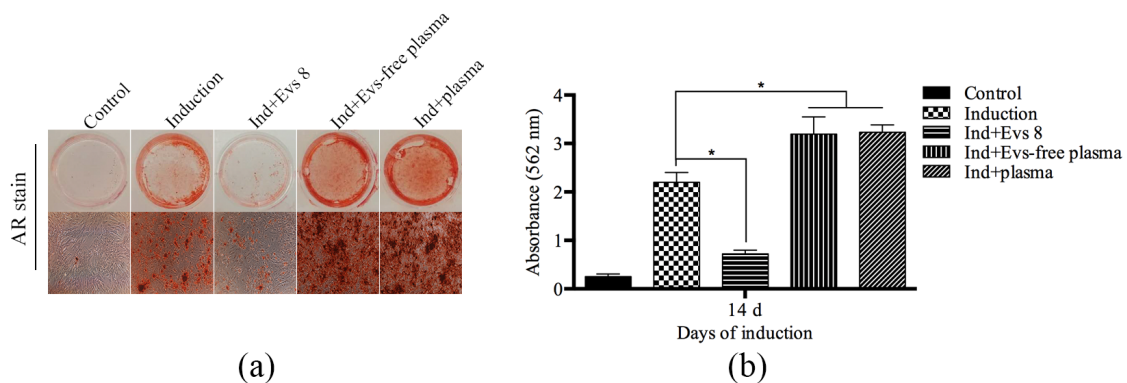 Control
Induction
Ind+Evs 8
Ind+Evs-free plasma
Ind+plasma
AR stain
(a)
Absorbance (562 nm)
4
3
2
1
0
*
*
14 d
Days of induction
Control
Induction
Ind+Evs 8
Ind+Evs-free plasma
Ind+plasma
(b)